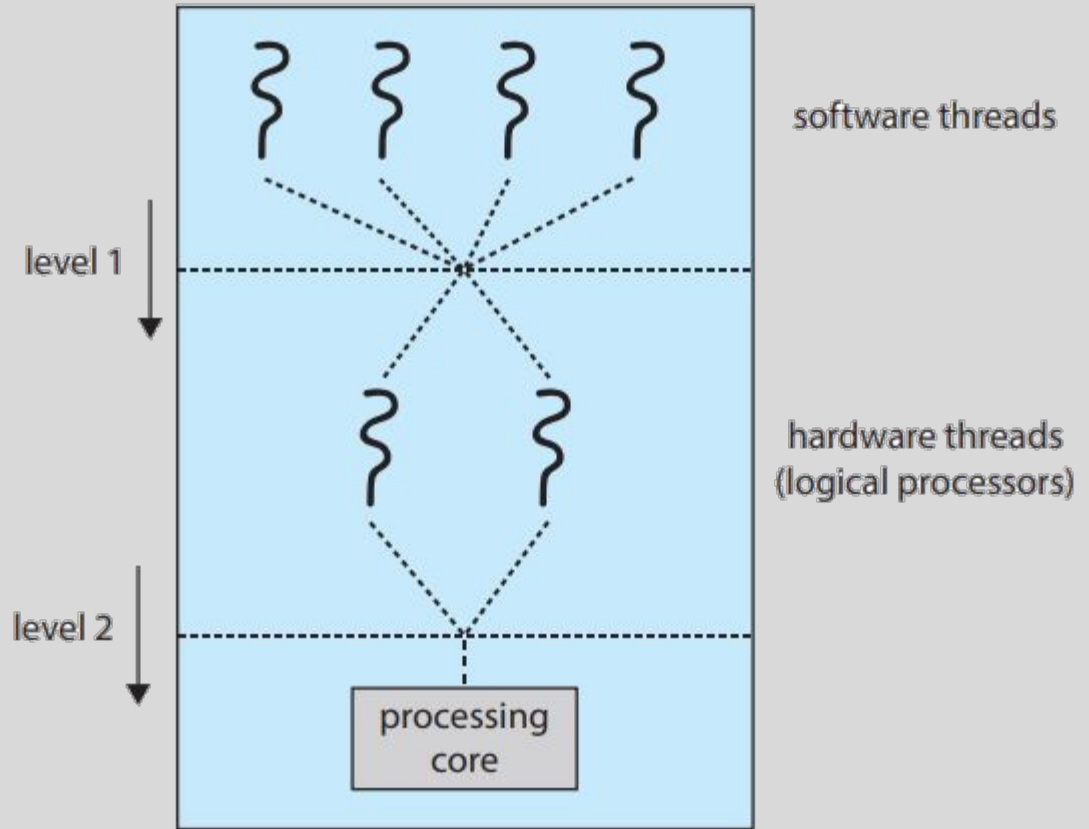 software threads
level 1
hardware threads
(logical processors)
level 2
processing
core